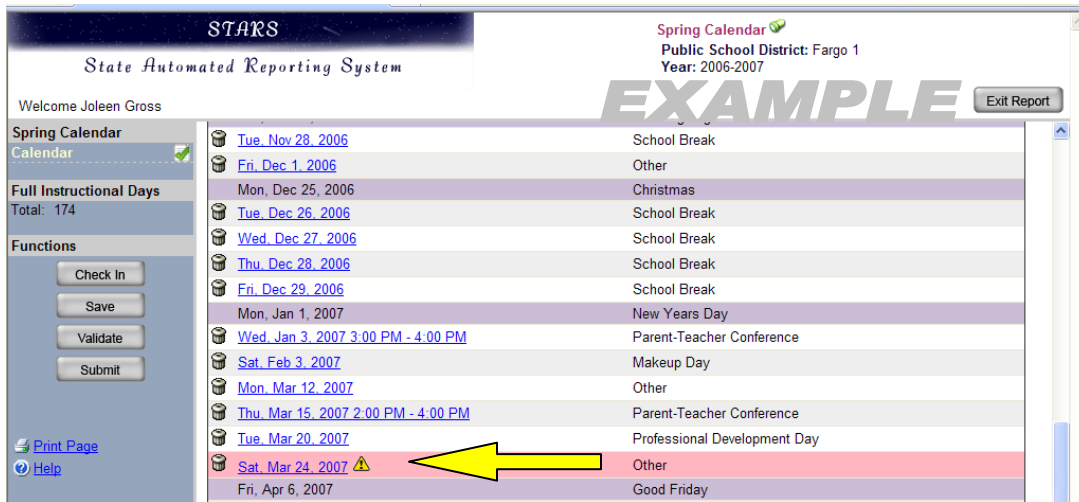 STARS
State Automated Reporting System
Spring Calendar
Public School District: Fargo 1
Year: 2006-2007
EXAMPLE
Exit Report
Welcome Joleen Gross
Spring Calendar
Calendar
Full Instructional Days
Total: 174
Functions
Check In
Save
Validate
Submit
Print Page
Help
Tue, Nov 28, 2006 School Break
Fri, Dec 1, 2006 Other
Mon, Dec 25, 2006 Christmas
Tue, Dec 26, 2006 School Break
Wed, Dec 27, 2006 School Break
Thu, Dec 28, 2006 School Break
Fri, Dec 29, 2006 School Break
Mon, Jan 1, 2007 New Years Day
Wed, Jan 3, 2007 3:00 PM - 4:00 PM Parent-Teacher Conference
Sat, Feb 3, 2007 Makeup Day
Mon, Mar 12, 2007 Other
Thu, Mar 15, 2007 2:00 PM - 4:00 PM Parent-Teacher Conference
Tue, Mar 20, 2007 Professional Development Day
Sat, Mar 24, 2007 Other
Fri, Apr 6, 2007 Good Friday